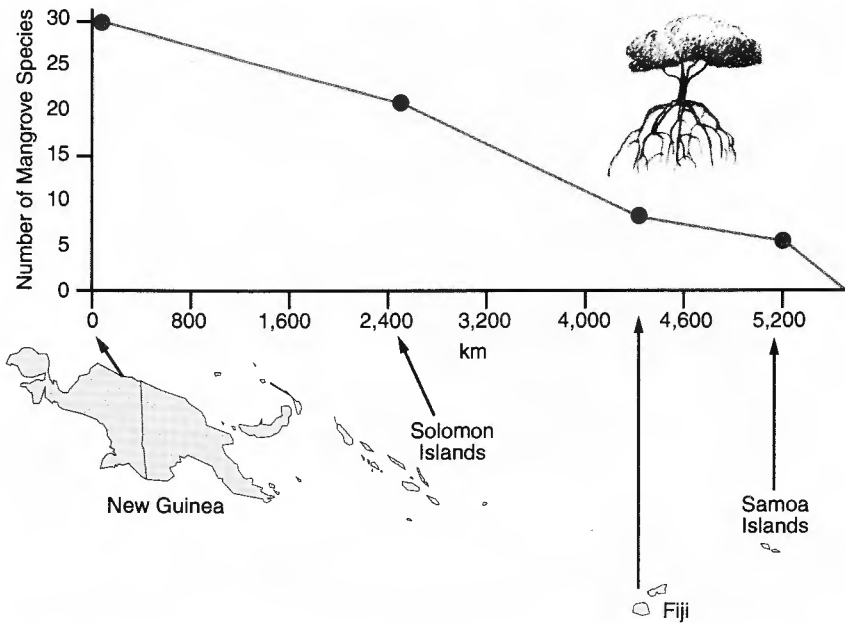 Number of Mangrove Species
30
25
20
15
10
5
0
0 800 1,600 2,400 3,200 4,000 4,600 5,200
km
New Guinea
Solomon
Islands
Samoa
Islands
Fiji